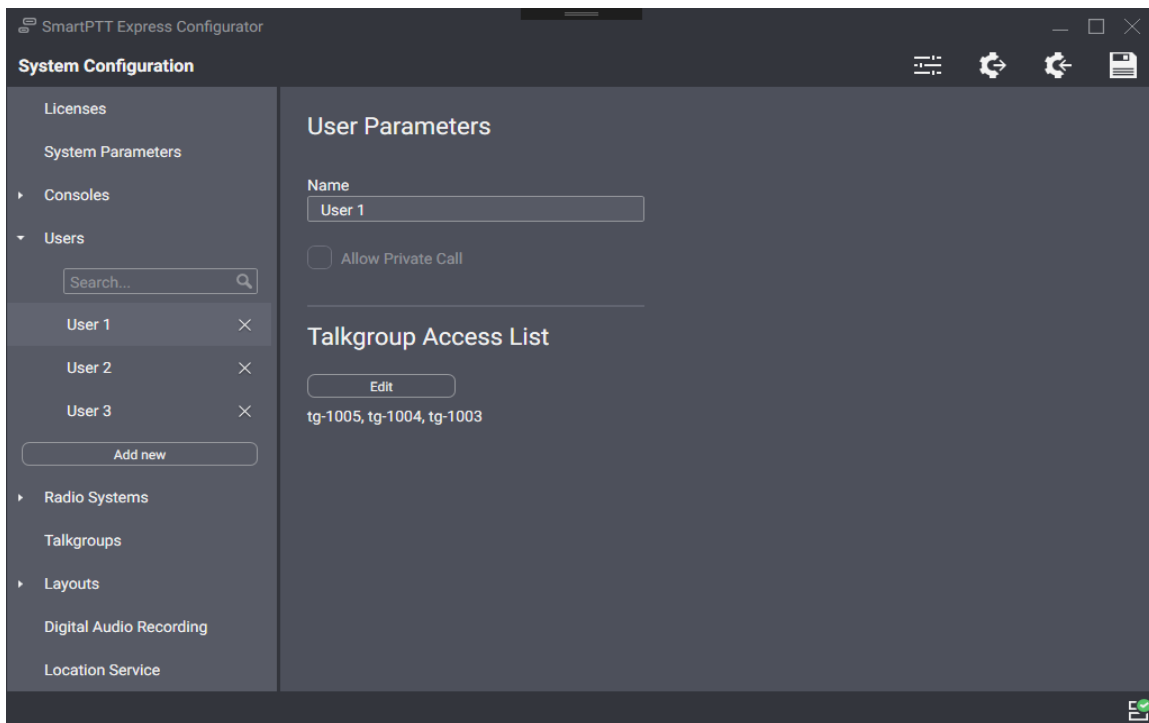 SmartPTT Express Configurator
System Configuration
Licenses
System Parameters
Consoles
Users
Search...
User 1
User 2
User 3
Add new
Radio Systems
Talkgroups
Layouts
Digital Audio Recording
Location Service
User Parameters
Name
User 1
Allow Private Call
Talkgroup Access List
Edit
tg-1005, tg-1004, tg-1003